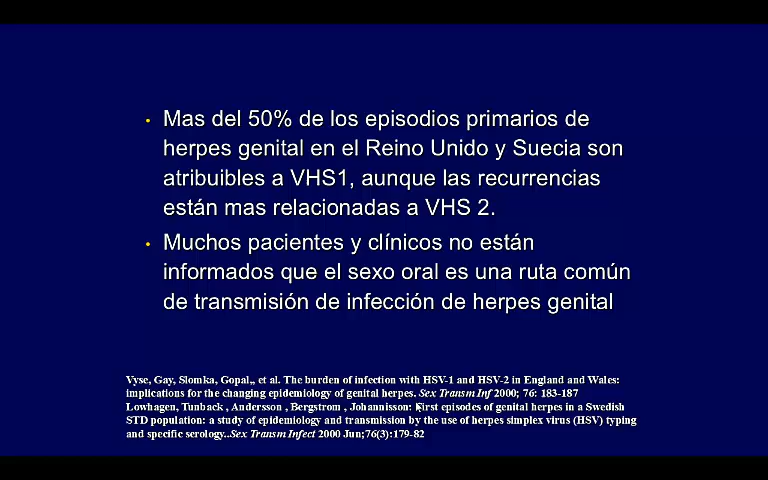 • Mas del 50% de los episodios primarios de
herpes genital en el Reino Unido y Suecia son
atribuibles a VHS1, aunque las recurrencias
están mas relacionadas a VHS 2.
• Muchos pacientes y clínicos no están
informados que el sexo oral es una ruta común
de transmisión de infección de herpes genital
Vyse, Gay, Slomka, Gopal,, et al. The burden of infection with HSV-1 and HSV-2 in England and Wales:
implications for the changing epidemiology of genital herpes. Sex Transm Inf 2000; 76: 183-187
Lowhagen, Tunback , Andersson , Bergstrom , Johannisson: First episodes of genital herpes in a Swedish
STD population: a study of epidemiology and transmission by the use of herpes simplex virus (HSV) typing
and specific serology..Sex Transm Infect 2000 Jun;76(3):179-82